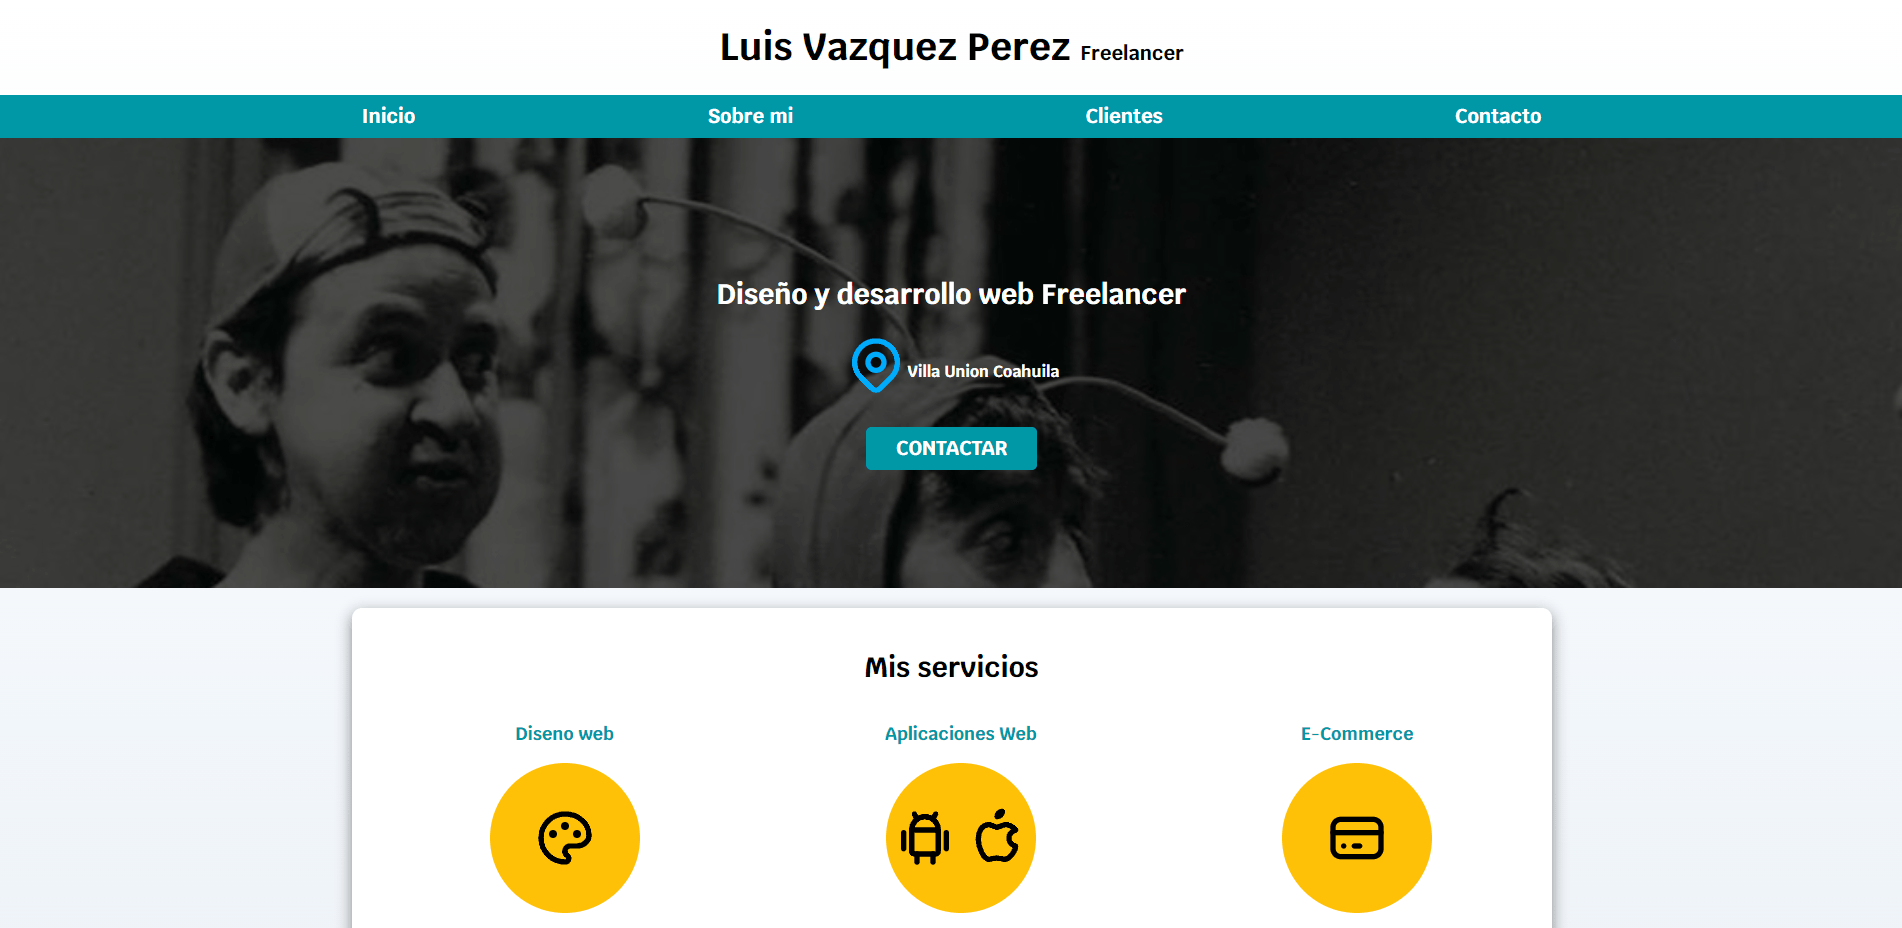 Luis Vazquez Perez Freelancer
Inicio Sobre mi Clientes Contacto
Diseño y desarrollo web Freelancer
Villa Union Coahuila
CONTACTAR
Mis servicios
Diseno web Aplicaciones Web E-Commerce